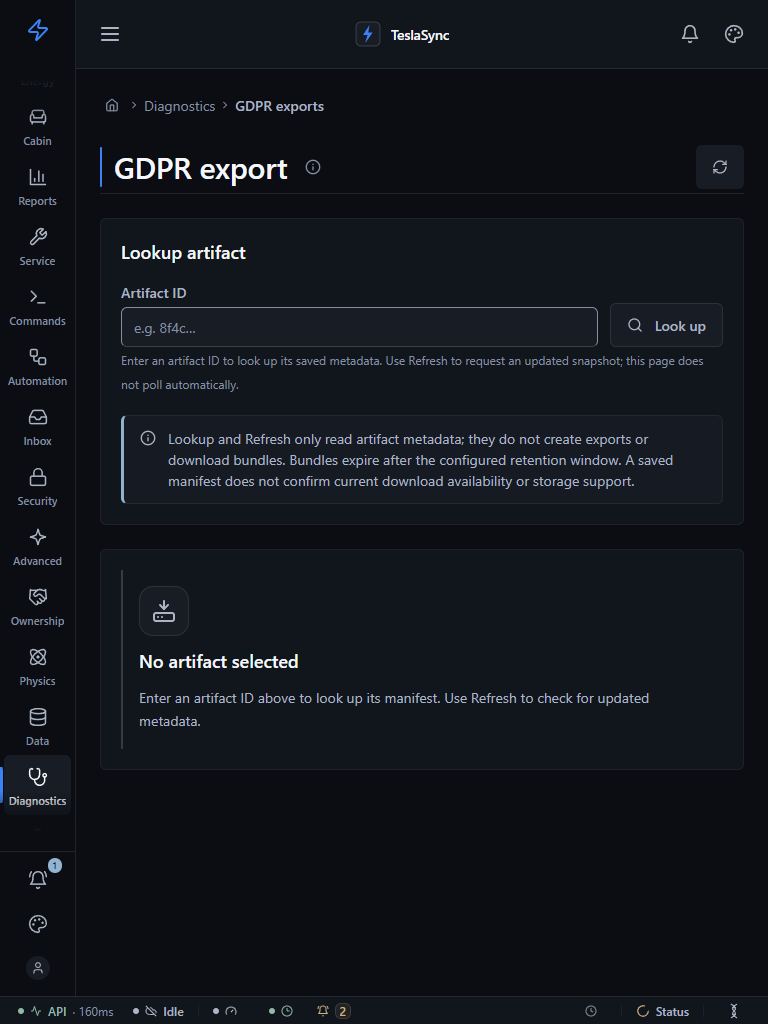 TeslaSync
Energy
Cabin
Reports
Service
Commands
Automation
Inbox
Security
Advanced
Ownership
Physics
Data
Diagnostics
1
Diagnostics
GDPR exports
GDPR export
Lookup artifact
Artifact ID
e.g. 8f4c...
Look up
Enter an artifact ID to look up its saved metadata. Use Refresh to request an updated snapshot; this page does
not poll automatically.
Lookup and Refresh only read artifact metadata; they do not create exports or
download bundles. Bundles expire after the configured retention window. A saved
manifest does not confirm current download availability or storage support.
No artifact selected
Enter an artifact ID above to look up its manifest. Use Refresh to check for updated
metadata.
API · 160ms
Idle
2
Status